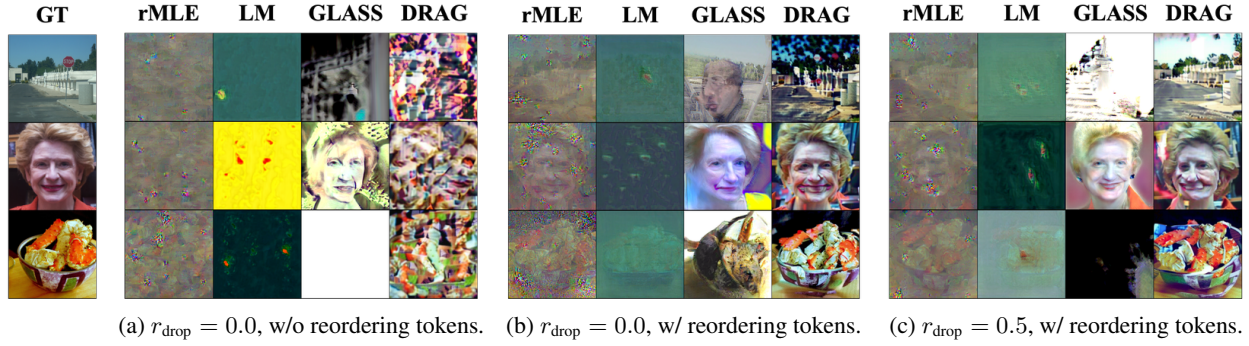 GT rMLE LM GLASS DRAG rMLE LM GLASS DRAG rMLE LM GLASS DRAG
(a) r_drop = 0.0, w/o reordering tokens. (b) r_drop = 0.0, w/ reordering tokens. (c) r_drop = 0.5, w/ reordering tokens.